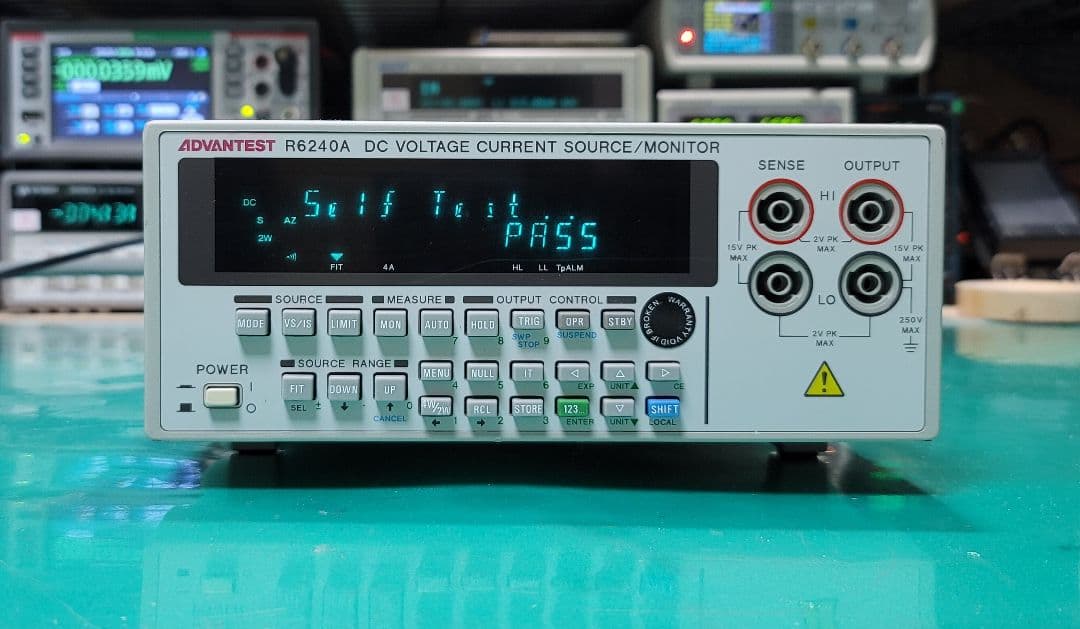 -000.0359mV
ADVANTEST R6240A DC VOLTAGE CURRENT SOURCE/MONITOR
DC
S AZ
2W
Self Test
PASS
FIT 4A HL LL TpALM
SENSE OUTPUT
HI
2V PK MAX
15V PK MAX
15V PK MAX
LO
2V PK MAX
250V MAX
SOURCE MEASURE OUTPUT CONTROL
MODE VS/IS LIMIT MON AUTO HOLD TRIG OPR STBY
7 8 SWP STOP 9 SUSPEND
WARRANTY VOID IF BROKEN.
POWER
I
O
SOURCE RANGE
FIT DOWN UP
SEL ± 0
CANCEL
MENU NULL IT ◁ △ ▷
4 5 6 EXP UNIT▲ CE
4W/2W RCL STORE 123... ▽ SHIFT
← 1 → 2 3 ENTER UNIT▼ LOCAL